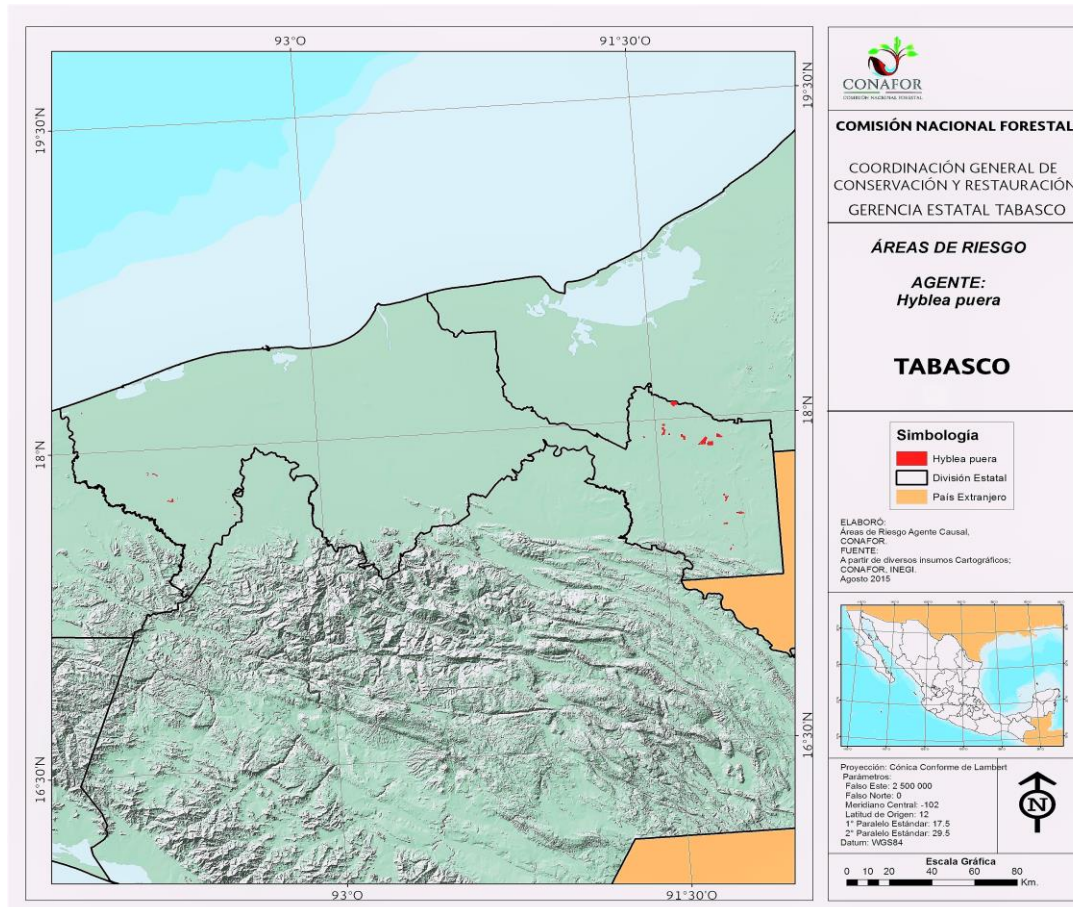 93°O
91°30'O
19°30'N
19°30'N
18°N
18°N
16°30'N
16°30'N
93°O
91°30'O
CONAFOR
COMISIÓN NACIONAL FORESTAL
COMISIÓN NACIONAL FORESTAL
COORDINACIÓN GENERAL DE
CONSERVACIÓN Y RESTAURACIÓN
GERENCIA ESTATAL TABASCO
ÁREAS DE RIESGO
AGENTE:
Hyblea puera
TABASCO
Simbología
Hyblea puera
División Estatal
País Extranjero
ELABORÓ:
Áreas de Riesgo Agente Causal,
CONAFOR.
FUENTE:
A partir de diversos insumos Cartográficos;
CONAFOR, INEGI.
Agosto 2015
Proyección: Cónica Conforme de Lambert
Parámetros:
Falso Este: 2 500 000
Falso Norte: 0
Meridiano Central: -102
Latitud de Origen: 12
1° Paralelo Estándar: 17.5
2° Paralelo Estándar: 29.5
Datum: WGS84
N
Escala Gráfica
0 10 20 40 60 80
Km.